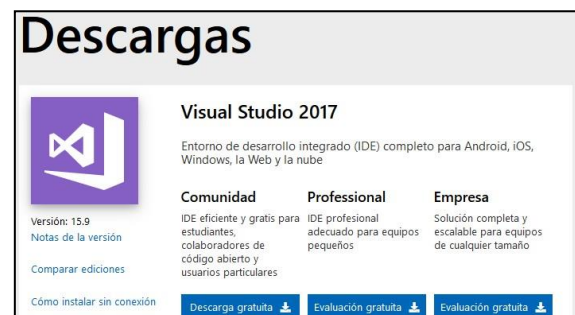 Descargas
Visual Studio 2017
Entorno de desarrollo integrado (IDE) completo para Android, iOS,
Windows, la Web y la nube
Comunidad
IDE eficiente y gratis para
estudiantes,
colaboradores de
código abierto y
usuarios particulares
Descarga gratuita
Professional
IDE profesional
adecuado para equipos
pequeños
Evaluación gratuita
Empresa
Solución completa y
escalable para equipos
de cualquier tamaño
Evaluación gratuita
Versión: 15.9
Notas de la versión
Comparar ediciones
Cómo instalar sin conexión